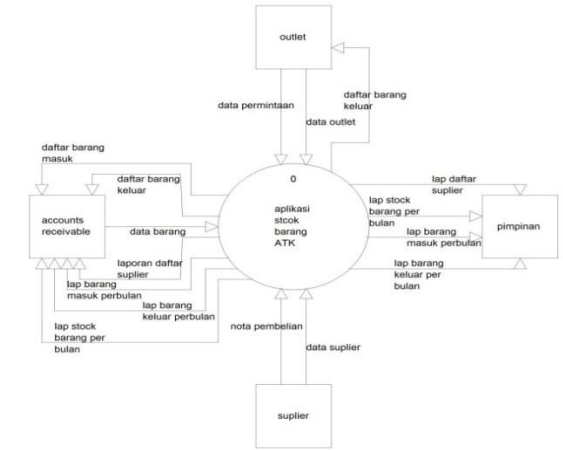 outlet
data permintaan
data outlet
daftar barang
keluar
daftar barang
masuk
daftar barang
keluar
accounts
receivable
data barang
0
aplikasi
stcok
barang
ATK
lap daftar
suplier
lap stock
barang per
bulan
lap barang
masuk perbulan
pimpinan
lap barang
keluar per
bulan
laporan daftar
suplier
lap barang
masuk perbulan
lap barang
keluar perbulan
lap stock
barang per
bulan
nota pembelian
data suplier
suplier